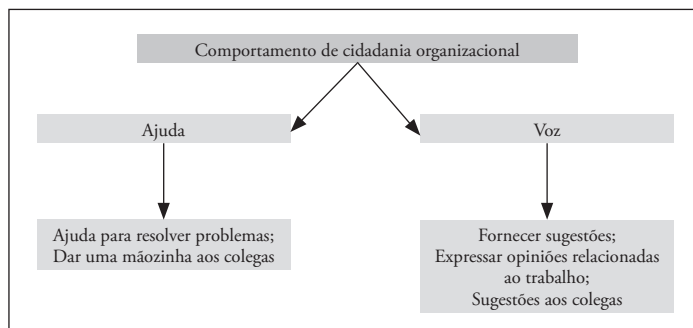 Comportamento de cidadania organizacional
Ajuda
Voz
Ajuda para resolver problemas;
Dar uma mãozinha aos colegas
Fornecer sugestões;
Expressar opiniões relacionadas
ao trabalho;
Sugestões aos colegas